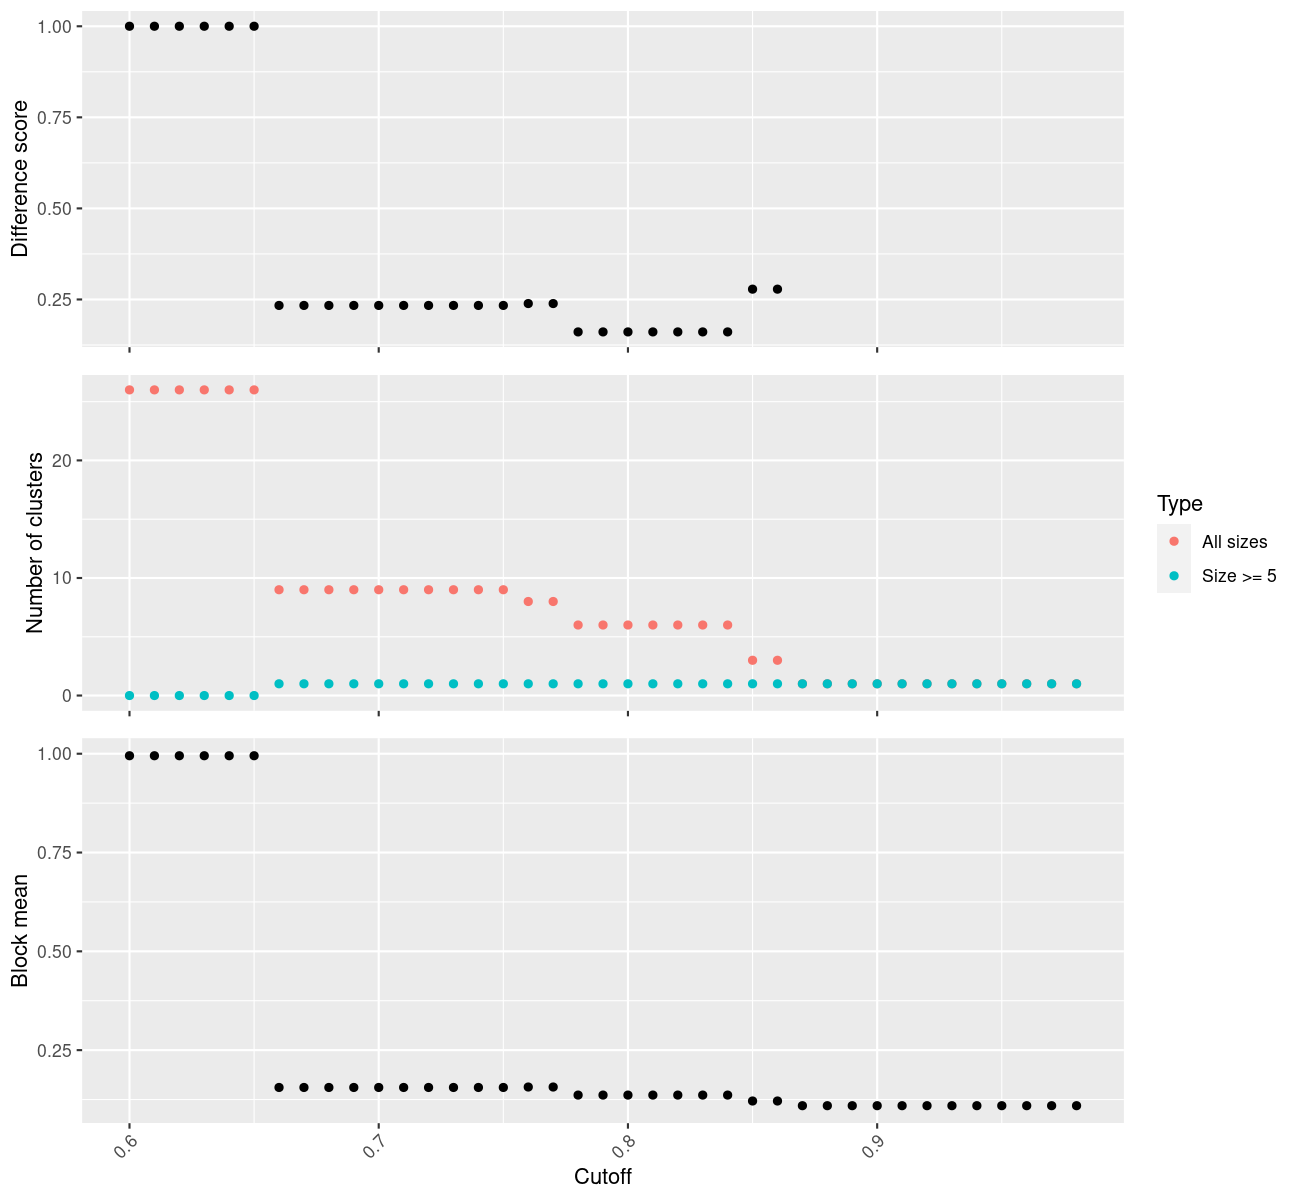 1.00
0.75
0.50
0.25
Difference score
20
10
0
Number of clusters
Type
All sizes
Size >= 5
1.00
0.75
0.50
0.25
Block mean
0.6
0.7
0.8
0.9
Cutoff